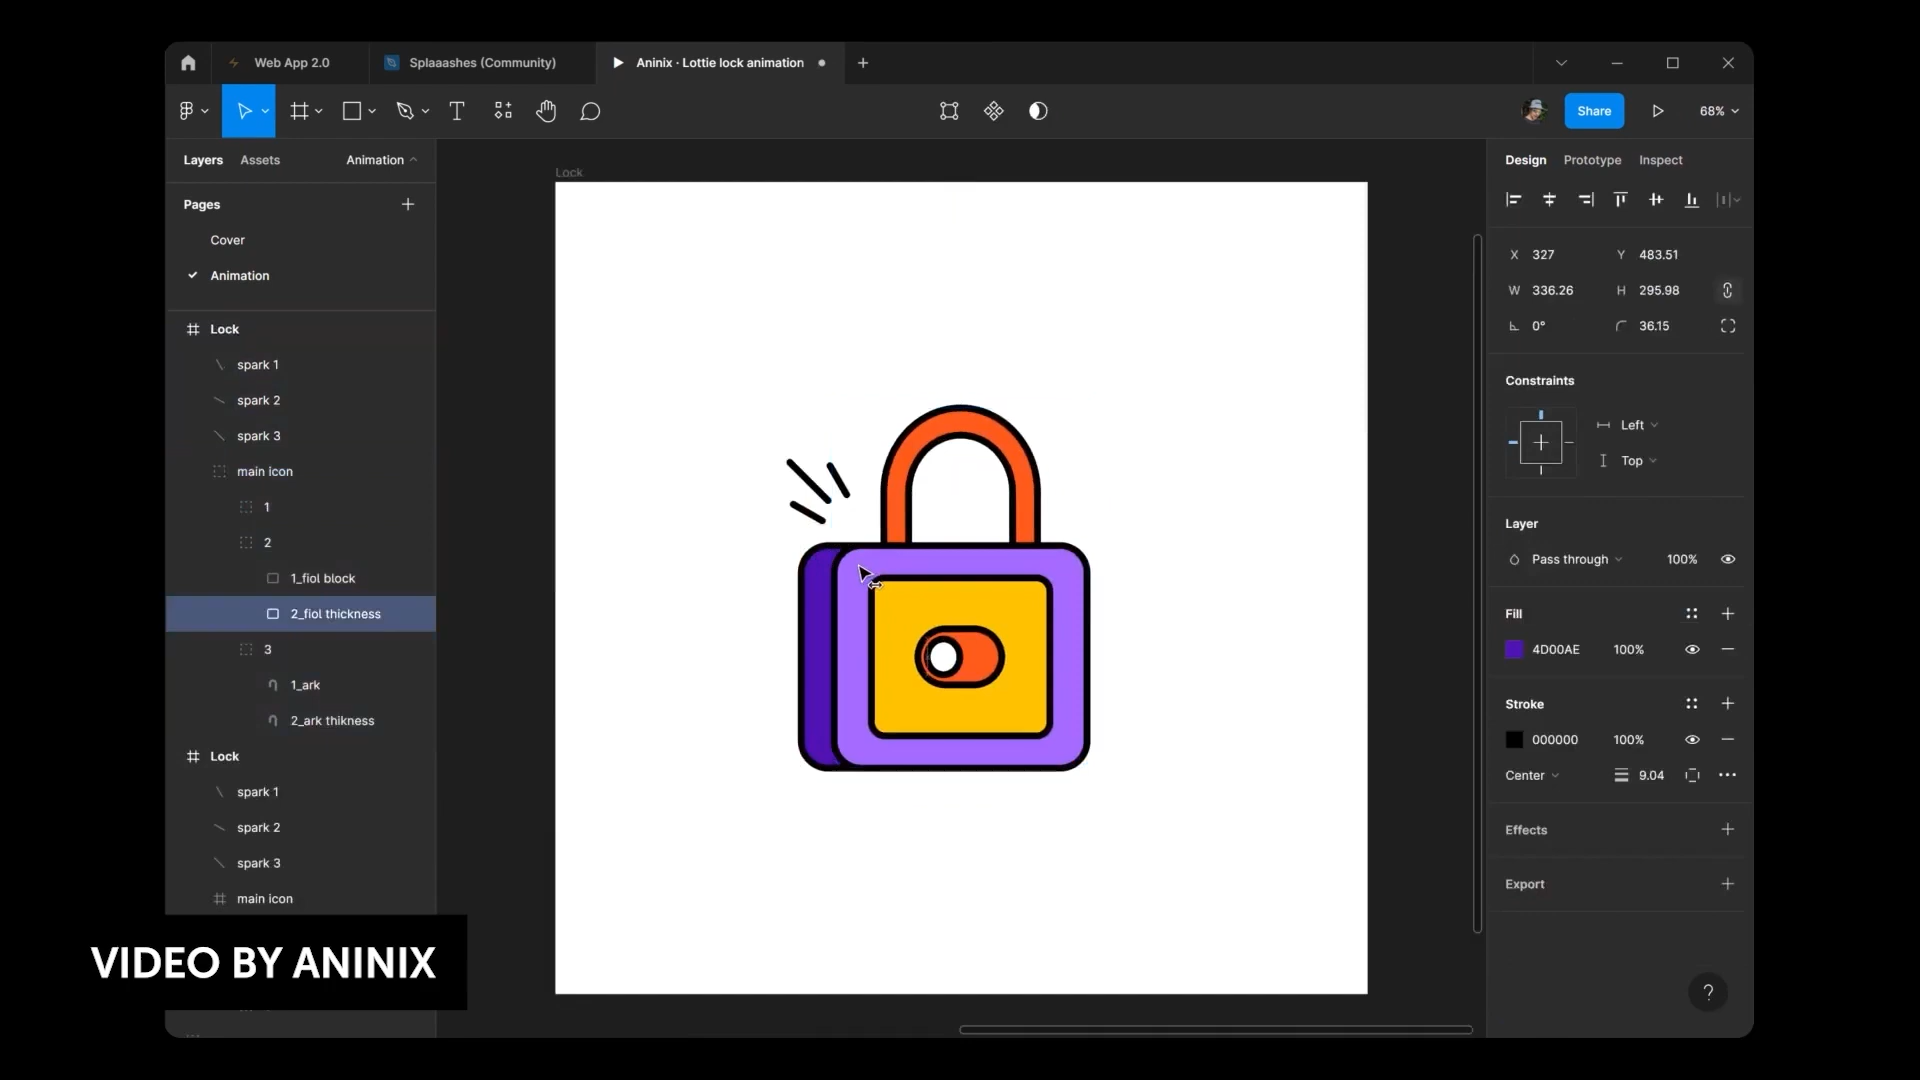 Web App 2.0
Splaaashes (Community)
Aninix · Lottie lock animation
Share
68%
Layers
Assets
Animation
Pages
Cover
Animation
Lock
spark 1
spark 2
spark 3
main icon
1
2
1_fiol block
2_fiol thickness
3
1_ark
2_ark thikness
Lock
spark 1
spark 2
spark 3
main icon
Lock
Design
Prototype
Inspect
X 327
Y 483.51
W 336.26
H 295.98
0°
36.15
Constraints
Left
Top
Layer
Pass through
100%
Fill
4D00AE
100%
Stroke
000000
100%
Center
9.04
Effects
Export
?
VIDEO BY ANINIX